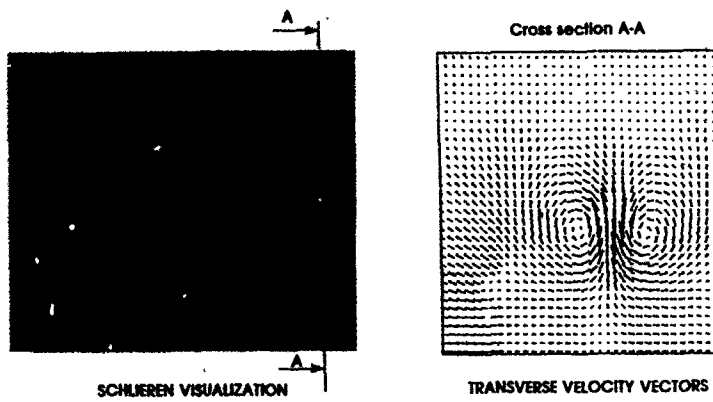 A
Cross section A-A
A
SCHLIEREN VISUALIZATION
TRANSVERSE VELOCITY VECTORS